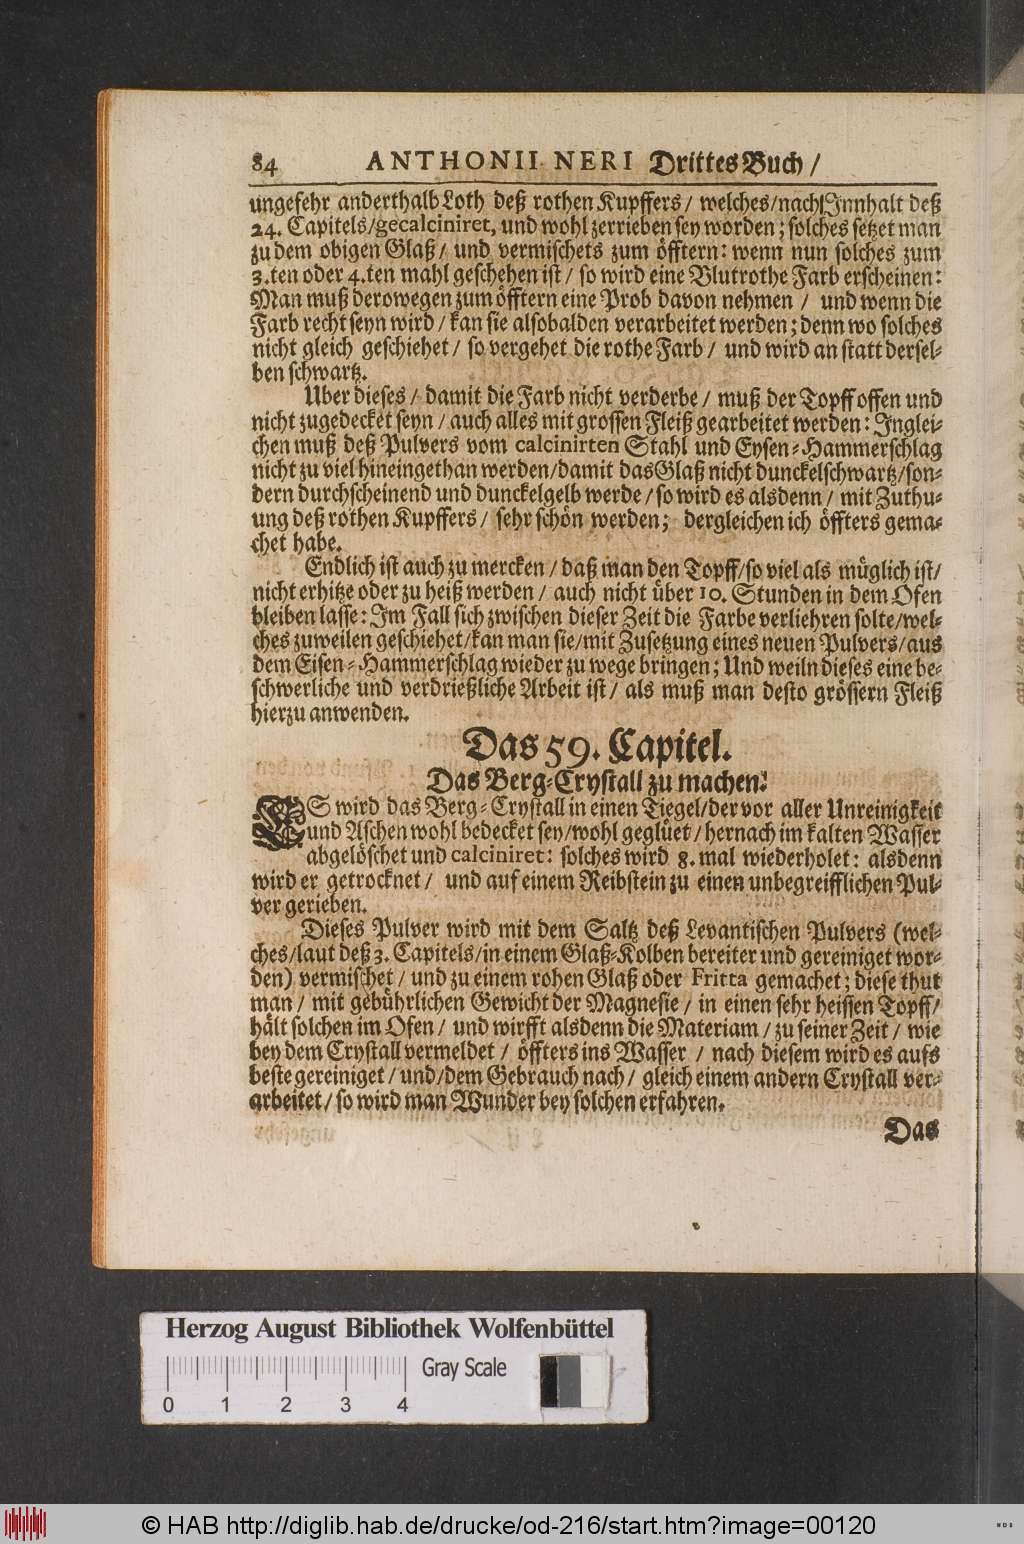 84 ANTHONII NERI Drittes Buch /
ungefehr anderthalb Loth deß rothen Kupffers / welches/nach Innhalt deß
24. Capitels/gecalciniret, und wohl zerrieben sey worden; solches setzet man
zu dem obigen Glaß / und vermischets zum öfftern: wenn nun solches zum
3.ten oder 4.ten mahl geschehen ist / so wird eine Blutrothe Farb erscheinen:
Man muß derowegen zum öfftern eine Prob davon nehmen / und wenn die
Farb recht seyn wird / kan sie alsobalden verarbeitet werden; denn wo solches
nicht gleich geschiehet / so vergehet die rothe Farb / und wird an statt dersel-
ben schwartz.
Uber dieses / damit die Farb nicht verderbe / muß der Topff offen und
nicht zugedecket seyn / auch alles mit grossen Fleiß gearbeitet werden: Inglei-
chen muß deß Pulvers vom calcinirten Stahl und Eysen-Hammerschlag
nicht zu viel hineingethan werden/damit das Glaß nicht dunckelschwartz/son-
dern durchscheinend und dunckelgelb werde / so wird es alsdenn / mit Zuthu-
ung deß rothen Kupffers / sehr schön werden; dergleichen ich öffters gema-
chet habe.
Endlich ist auch zu mercken / daß man den Topff/so viel als müglich ist/
nicht erhitze oder zu heiß werden / auch nicht über 10. Stunden in dem Ofen
bleiben lasse: Im Fall sich zwischen dieser Zeit die Farbe verliehren solte/wel-
ches zuweilen geschiehet/kan man sie/mit Zusetzung eines neuen Pulvers/aus
dem Eisen-Hammerschlag wieder zu wege bringen; Und weiln dieses eine be-
schwerliche und verdrießliche Arbeit ist / als muß man desto grössern Fleiß
hierzu anwenden.
Das 59. Capitel.
Das Berg-Crystall zu machen.
ES wird das Berg-Crystall in einen Tiegel/der vor aller Unreinigkeit
und Aschen wohl bedecket sey/wohl geglüet / hernach im kalten Wasser
abgelöschet und calciniret: solches wird 8. mal wiederholet: alsdenn
wird er getrocknet / und auf einem Reibstein zu einen unbegreifflichen Pul-
ver gerieben.
Dieses Pulver wird mit dem Saltz deß Levantischen Pulvers (wel-
ches/laut deß 3. Capitels/in einem Glaß-Kolben bereitet und gereiniget wor-
den) vermischet / und zu einem rohen Glaß oder Fritta gemachet; diese thut
man / mit gebührlichen Gewicht der Magnesie / in einen sehr heissen Topff/
hält solchen im Ofen / und wirfft alsdenn die Materiam / zu seiner Zeit / wie
bey dem Crystall vermeldet / öffters ins Wasser / nach diesem wird es aufs
beste gereiniget / und/dem Gebrauch nach / gleich einem andern Crystall ver-
arbeitet / so wird man Wunder bey solchen erfahren.
Das
Herzog August Bibliothek Wolfenbüttel
Gray Scale
0 1 2 3 4
© HAB http://diglib.hab.de/drucke/od-216/start.htm?image=00120